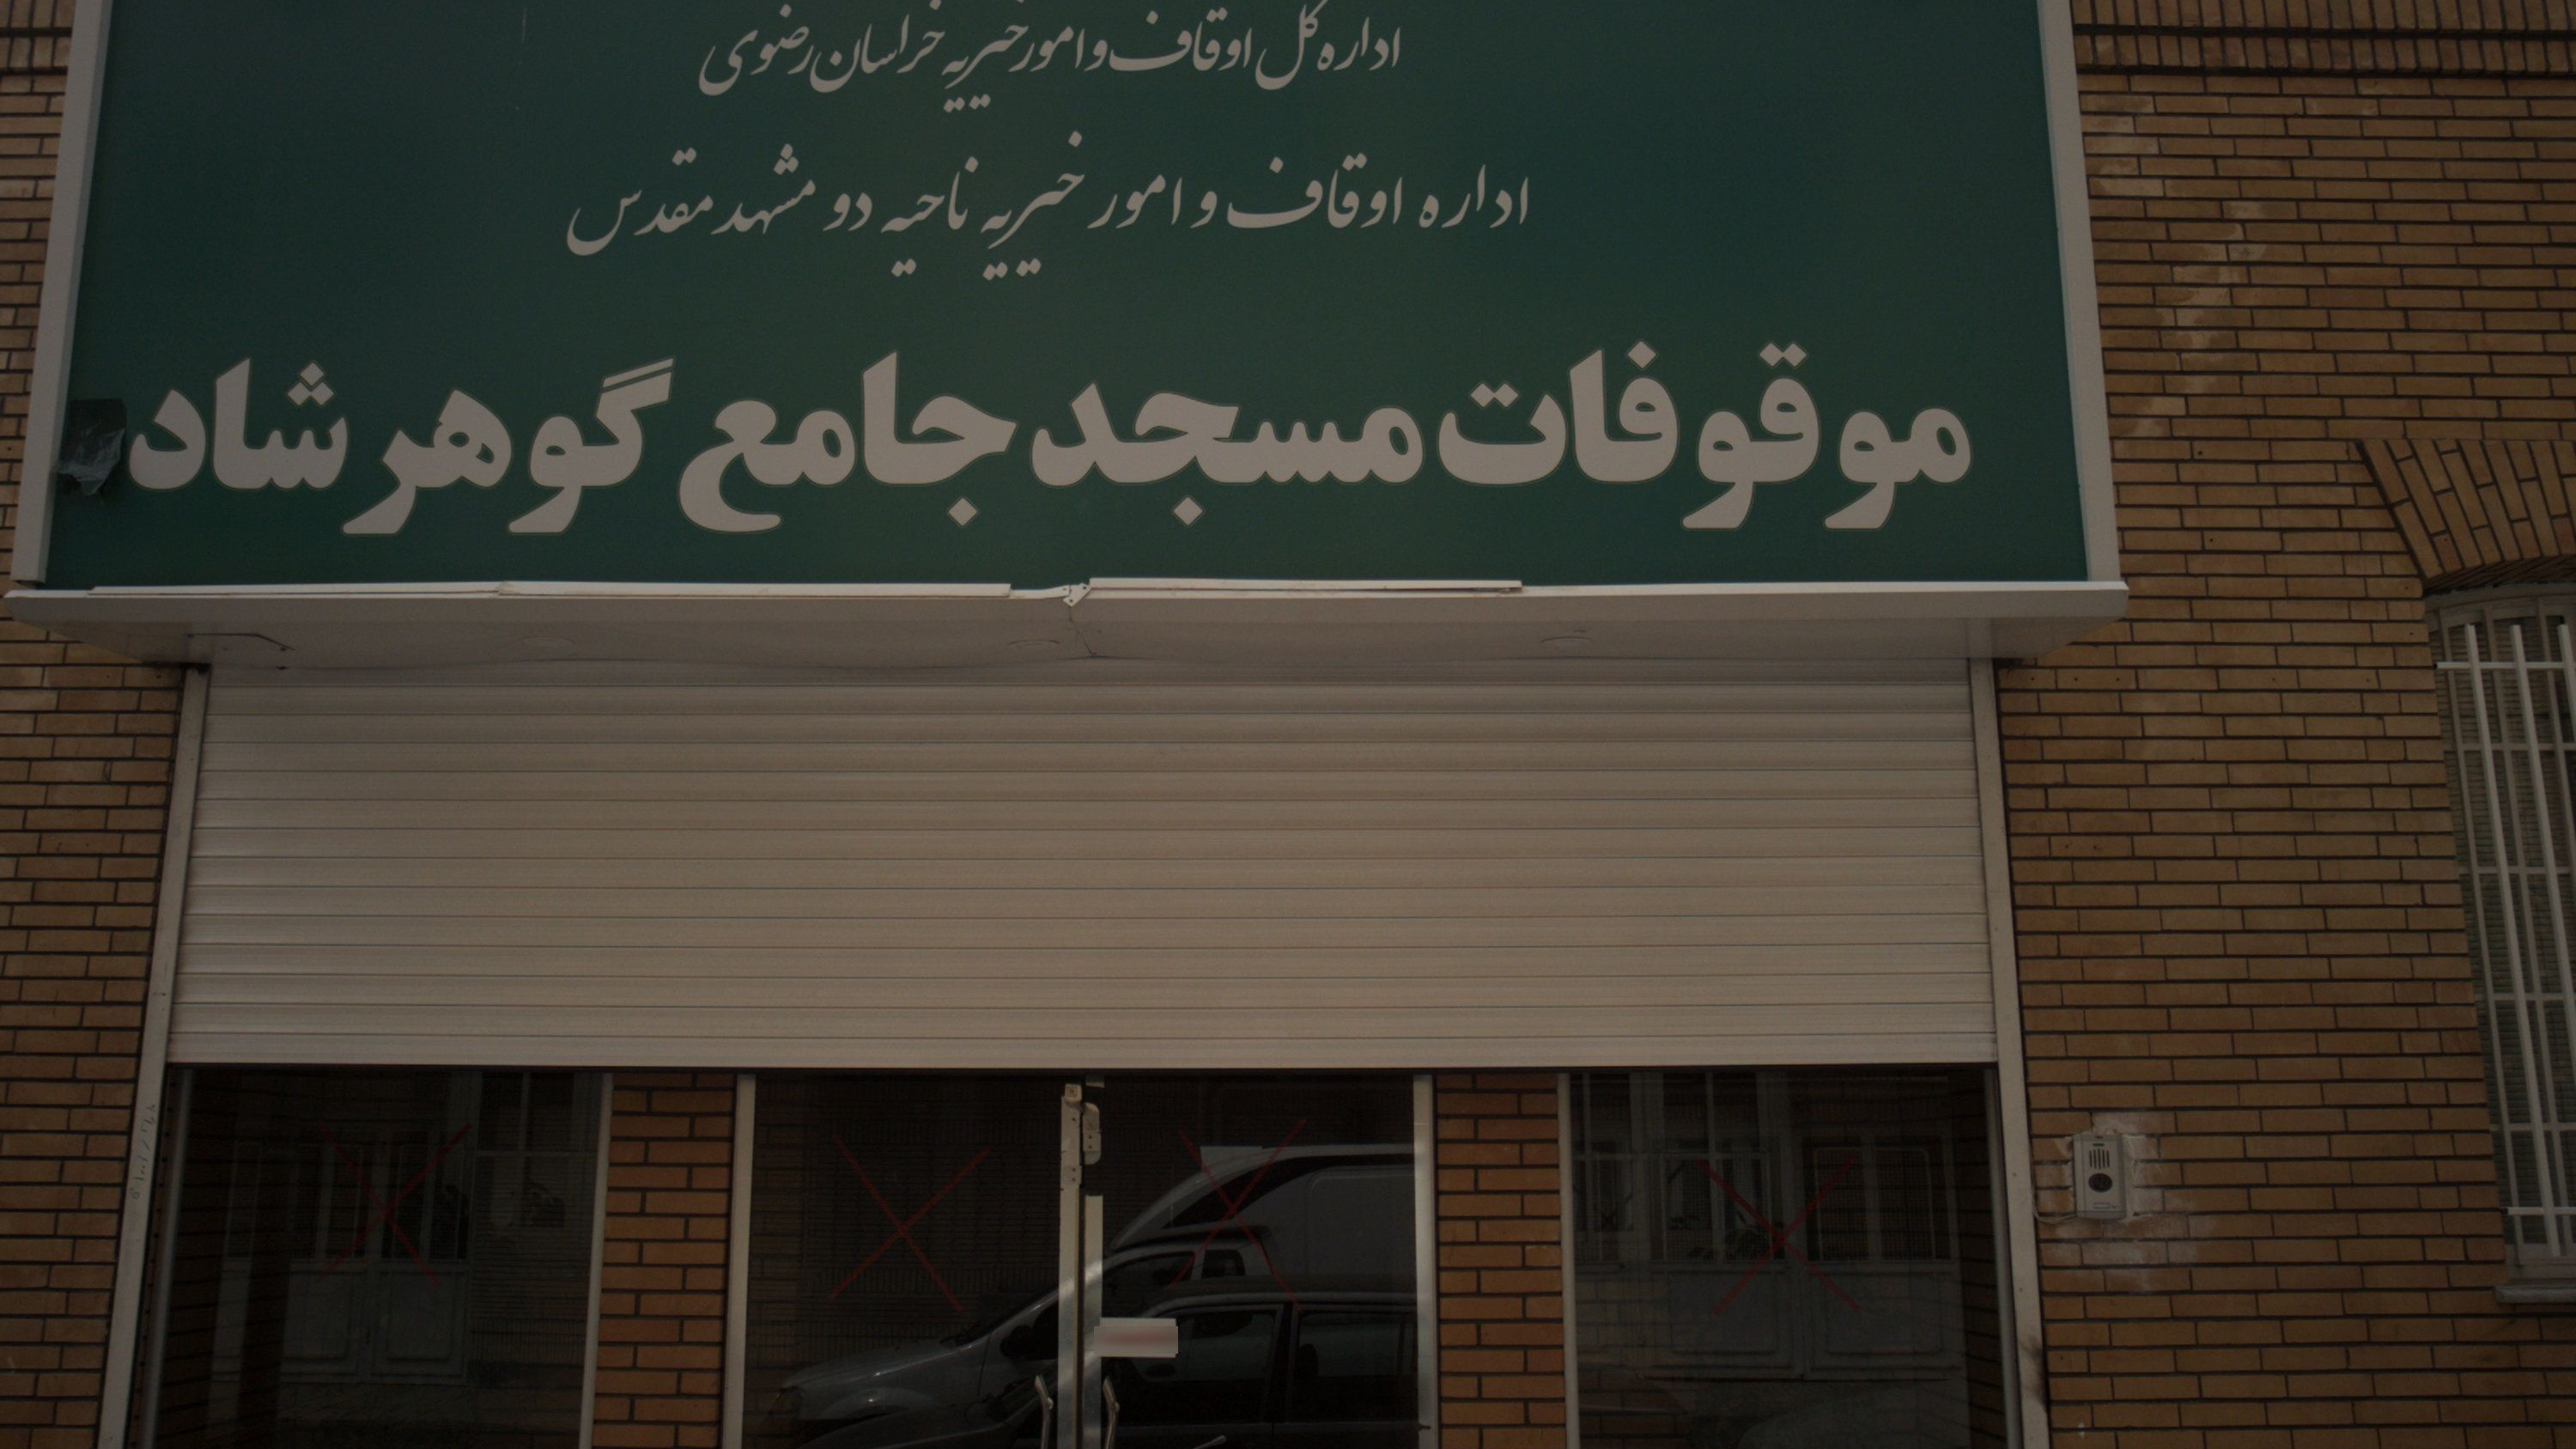 اداره کل اوقاف و امور خیریه خراسان رضوی
اداره اوقاف و امور خیریه ناحیه دو مشهد مقدس
موقوفات مسجد جامع گوهرشاد